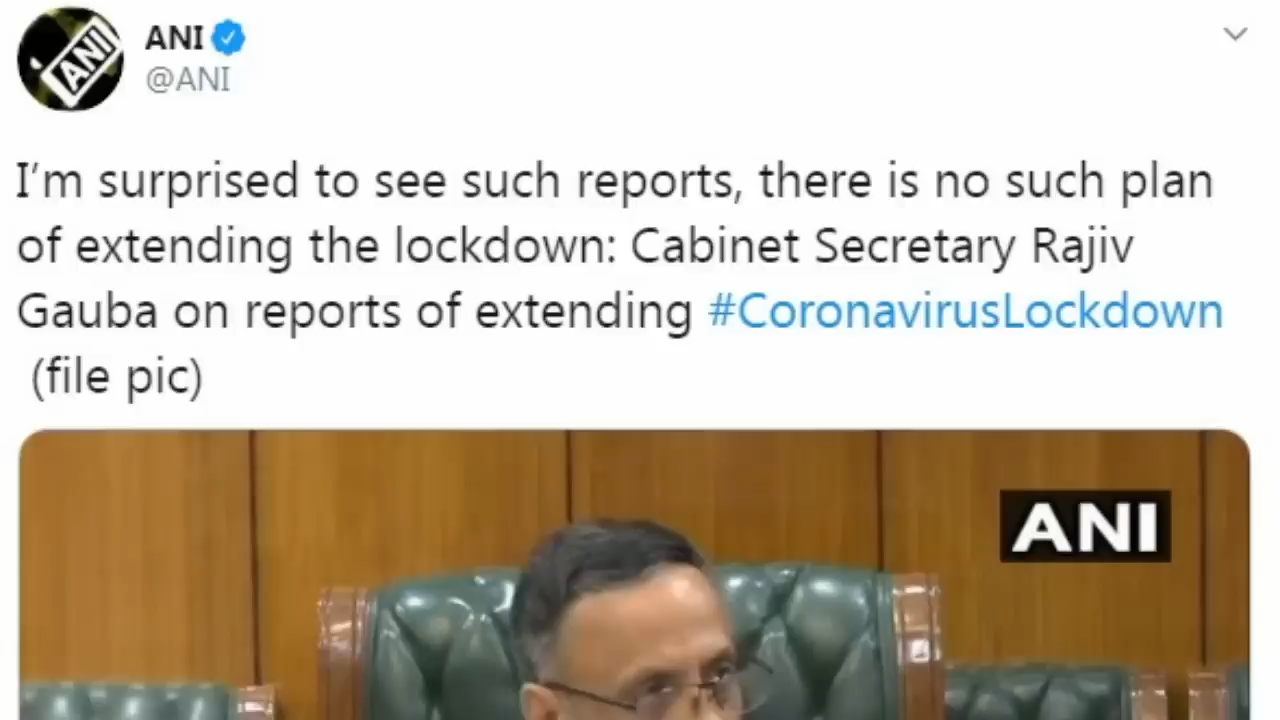 ANI
ANI
@ANI
I’m surprised to see such reports, there is no such plan
of extending the lockdown: Cabinet Secretary Rajiv
Gauba on reports of extending #CoronavirusLockdown
(file pic)
ANI